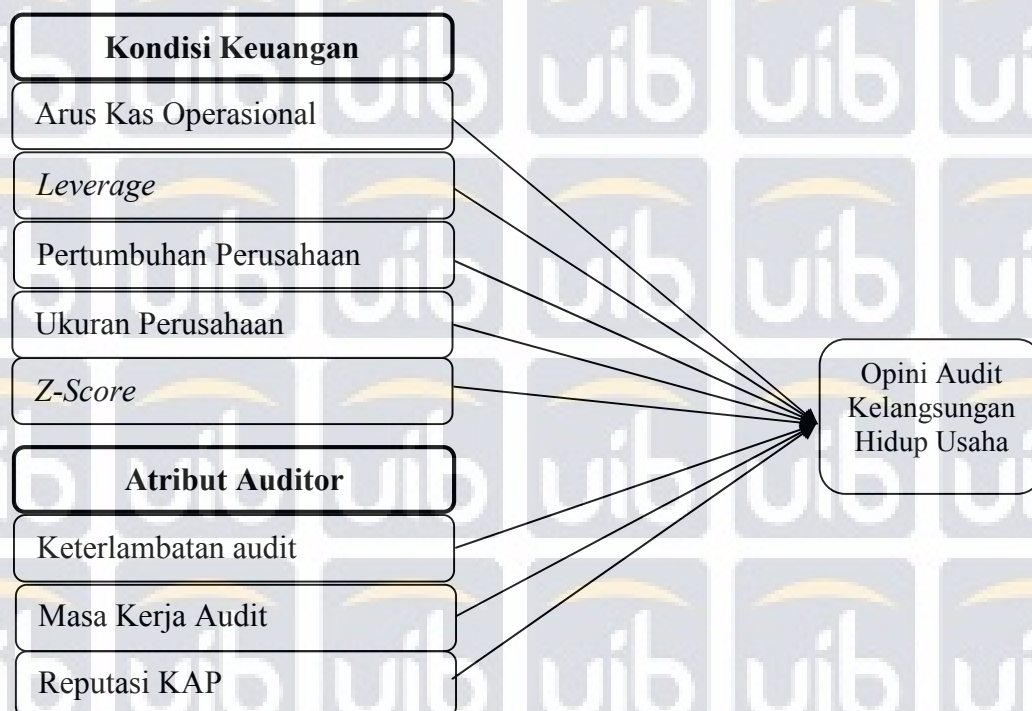 Kondisi Keuangan
Arus Kas Operasional
Leverage
Pertumbuhan Perusahaan
Ukuran Perusahaan
Z-Score
Atribut Auditor
Keterlambatan audit
Masa Kerja Audit
Reputasi KAP
Opini Audit
Kelangsungan
Hidup Usaha
uib